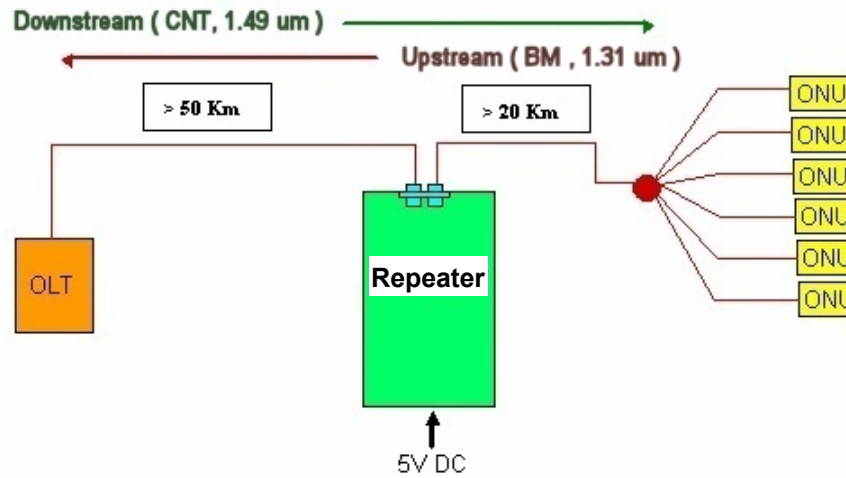 Downstream ( CNT, 1.49 um )
Upstream ( BM , 1.31 um )
> 50 Km
> 20 Km
ONU
ONU
ONU
ONU
ONU
ONU
OLT
Repeater
5V DC